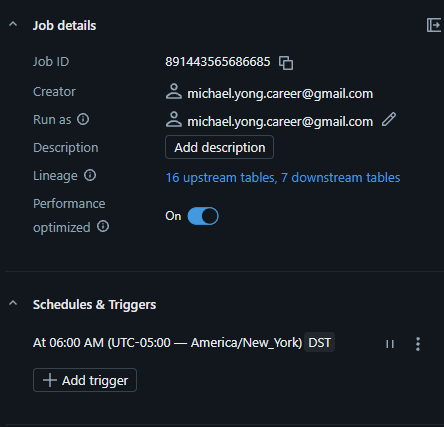 Job details
Job ID 891443565686685
Creator michael.yong.career@gmail.com
Run as michael.yong.career@gmail.com
Description Add description
Lineage 16 upstream tables, 7 downstream tables
Performance
optimized On
Schedules & Triggers
At 06:00 AM (UTC-05:00 — America/New_York) DST
Add trigger